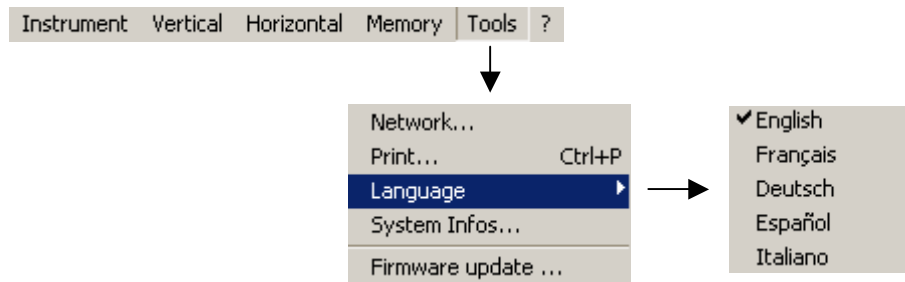 Instrument Vertical Horizontal Memory Tools ?
Network...
Print... Ctrl+P
Language
System Infos...
Firmware update ...
English
Français
Deutsch
Español
Italiano